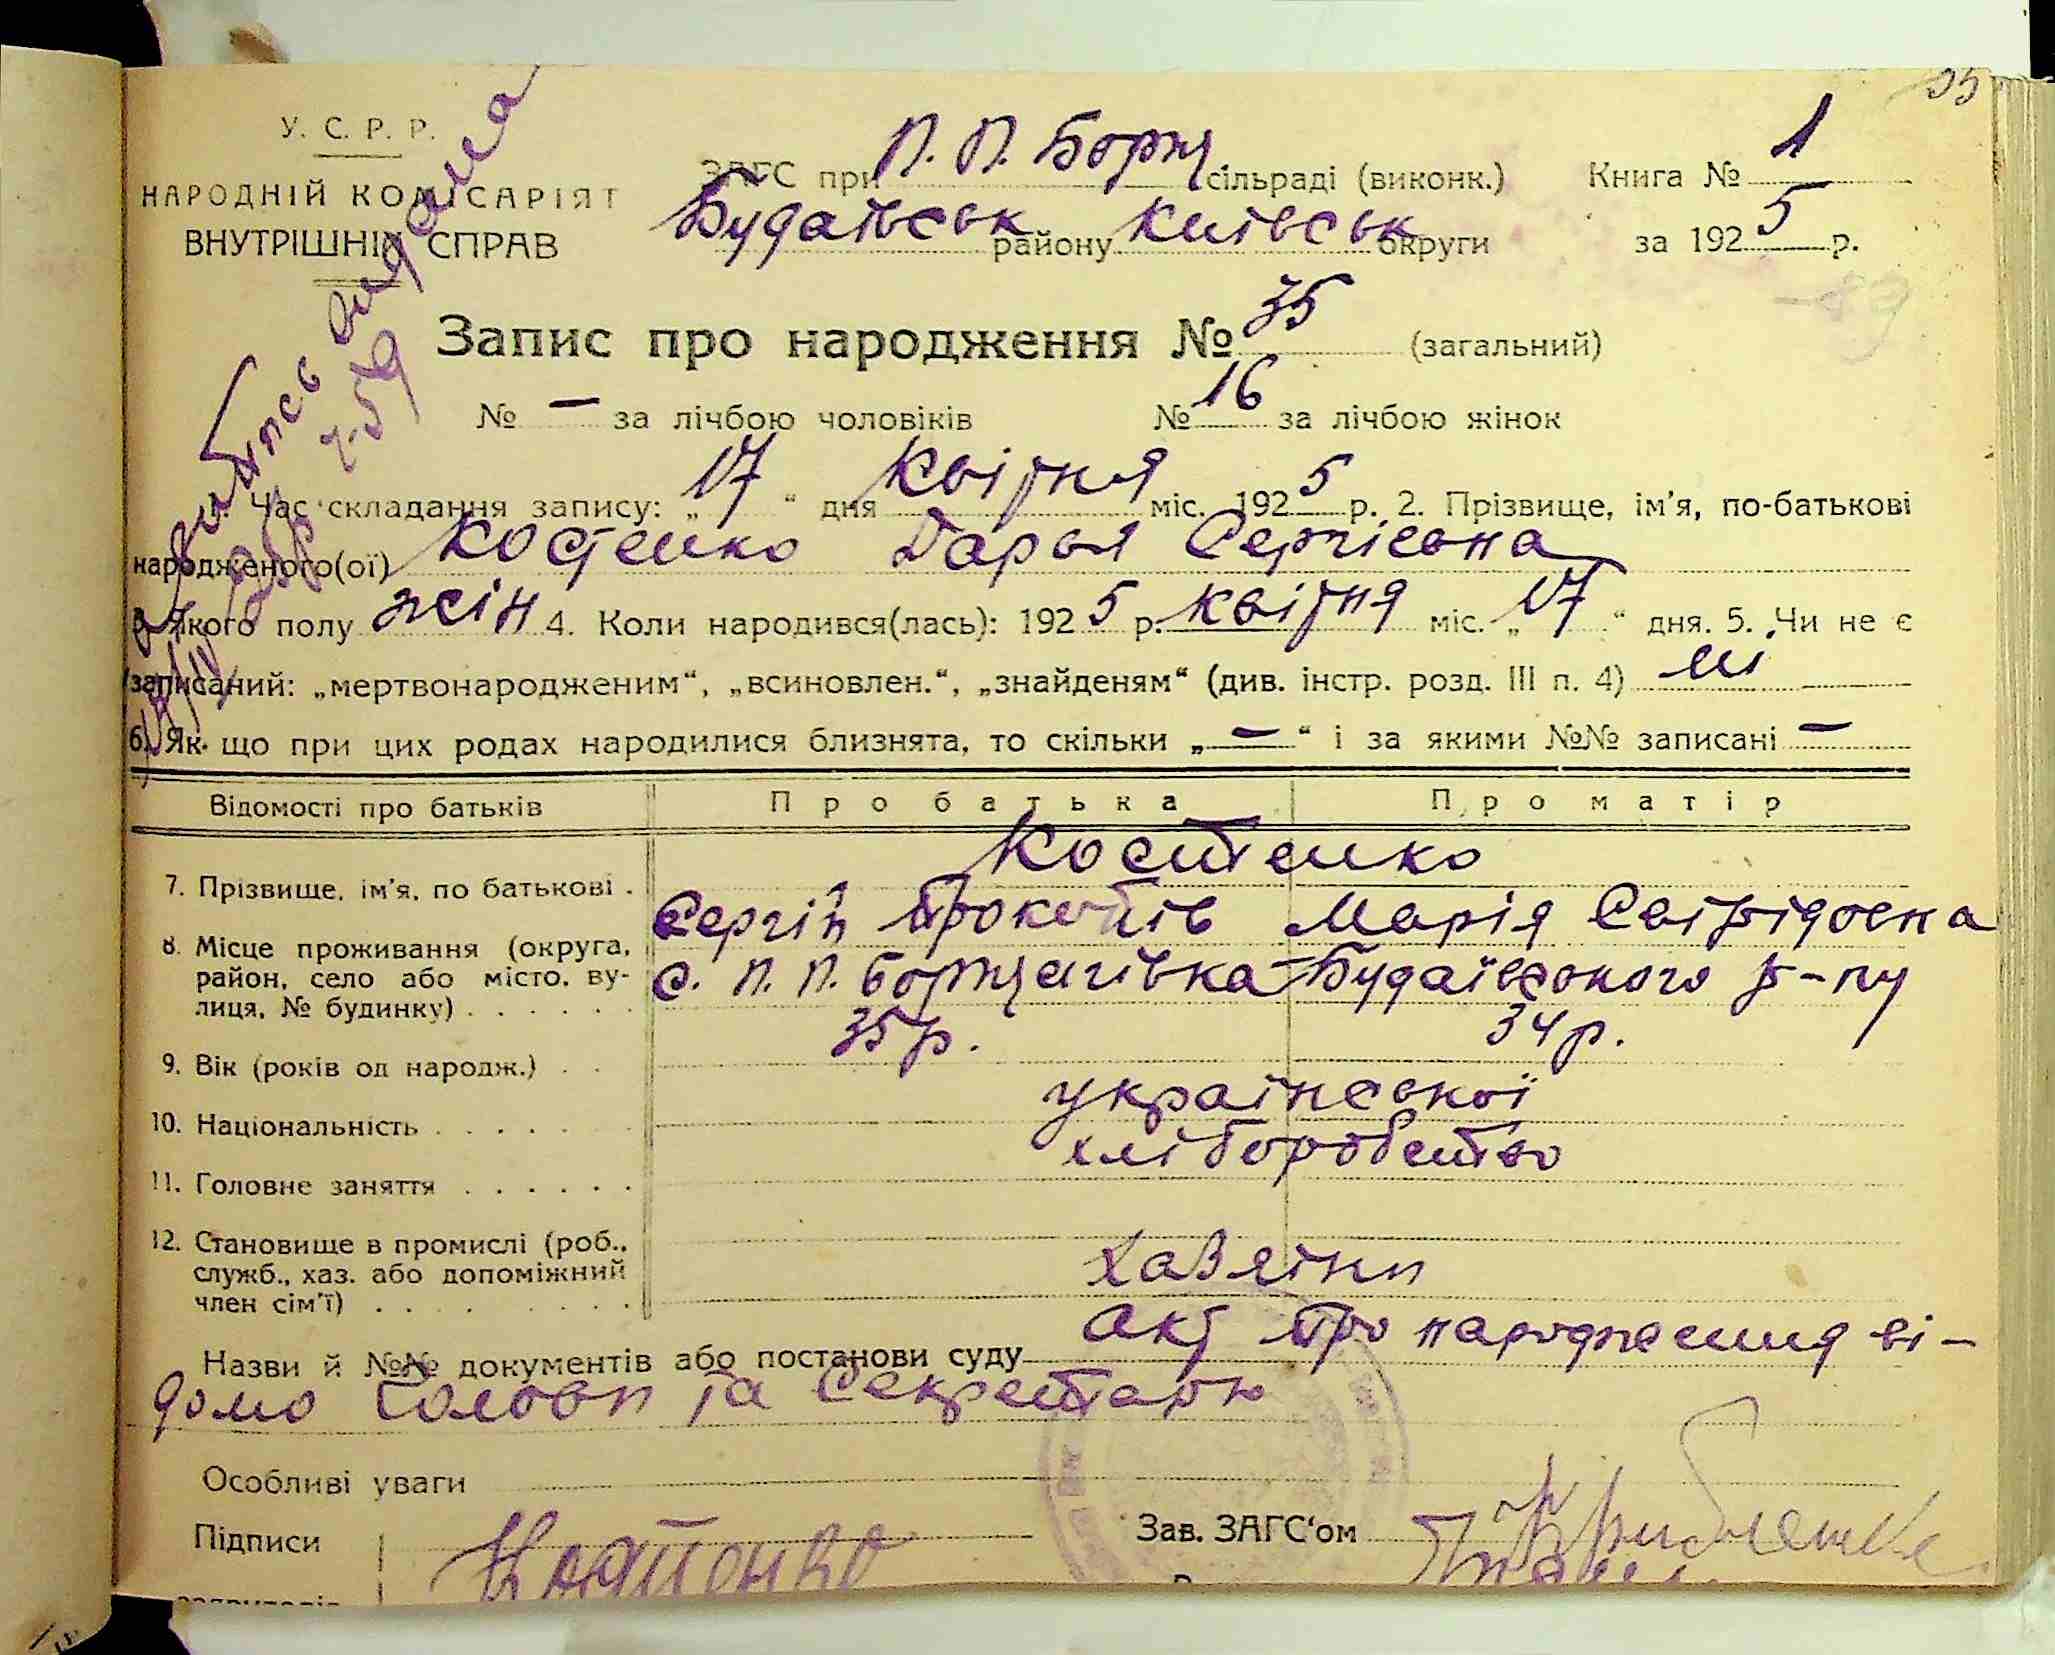 35
У. С. Р. Р.
НАРОДНІЙ КОМІСАРІЯТ
ВНУТРІШНІХ СПРАВ
ЗАГС при П. П. Борщ. сільраді (виконк.) Книга № 1
Будаївськ району Київськ округи за 1925 р.
Запис про народження № 35 (загальний)
№ — за лічбою чоловіків № 16 за лічбою жінок
1. Час складання запису: „17“ дня Квітня міс. 1925 р. 2. Прізвище, ім'я, по-батькові
народженого(ої) Костенко Дарья Сергієвна
3. Якого полу жін 4. Коли народився(лась): 1925 р. квітня міс. „17“ дня. 5. Чи не є
записаний: „мертвонародженим“, „всиновлен.“, „знайденям“ (див. інстр. розд. III п. 4) ні
6. Як-що при цих родах народилися близнята, то скільки „—“ і за якими №№ записані —
Відомості про батьків Про батька Про матір
Костенко
7. Прізвище, ім'я, по батькові . Сергій Прокопів Марія Свірідовна
8. Місце проживання (округа,
район, село або місто, ву-
лиця, № будинку) . . . . . . с. П. П. Борщагівка Будаївського р-ну
9. Вік (років од народж.) . . 35 р. 34 р.
10. Національність . . . . . . української
11. Головне заняття . . . . . . хліборобство
12. Становище в промислі (роб.,
служб., хаз. або допоміжний
член сім'ї) . . . . . . . . хазяїни
Назви й №№ документів або постанови суду акт про народження ві-
домо Голови та Секретарю
Особливі уваги
Підписи Костенко Зав. ЗАГС'ом